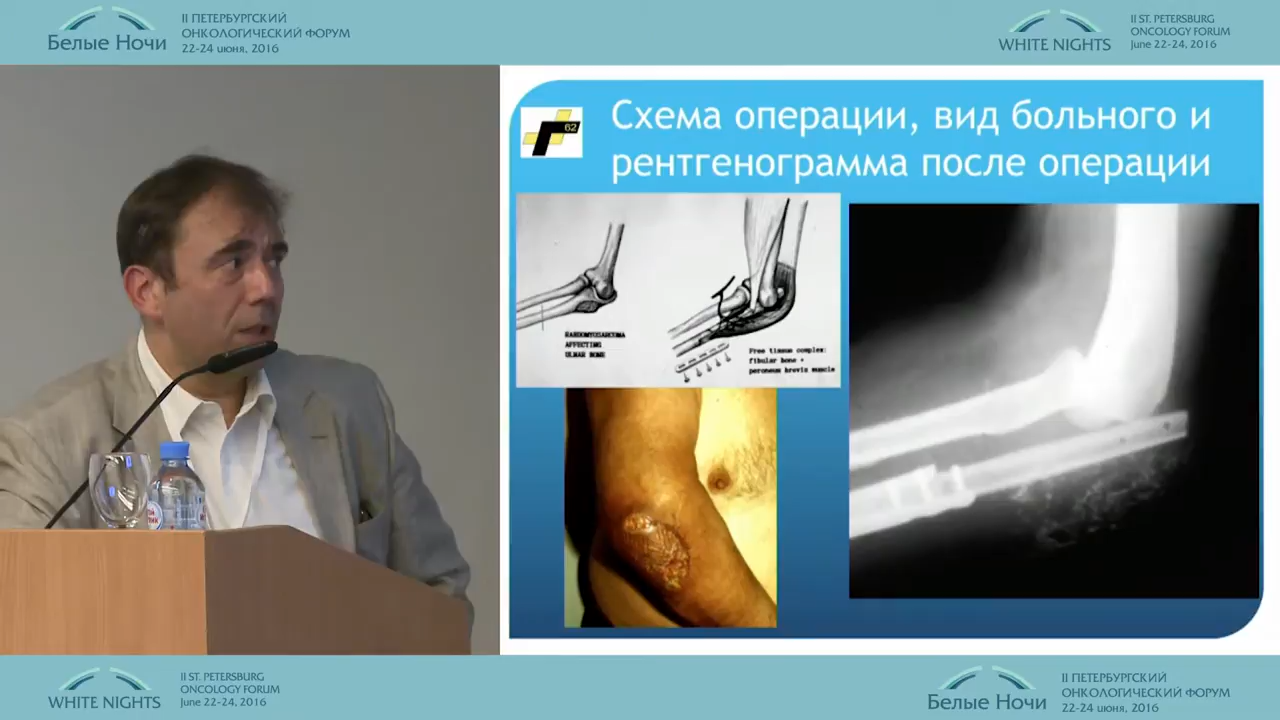 Белые Ночи
II ПЕТЕРБУРГСКИЙ
ОНКОЛОГИЧЕСКИЙ ФОРУМ
22-24 июня, 2016
WHITE NIGHTS
II ST. PETERSBURG
ONCOLOGY FORUM
June 22-24, 2016
62
Схема операции, вид больного и
рентгенограмма после операции
RABDOMYOSARCOMA
AFFECTING
ULNAR BONE
Free tissue complex:
fibular bone +
peroneum brevis muscle
WHITE NIGHTS
II ST. PETERSBURG
ONCOLOGY FORUM
June 22-24, 2016
Белые Ночи
II ПЕТЕРБУРГСКИЙ
ОНКОЛОГИЧЕСКИЙ ФОРУМ
22-24 июня, 2016